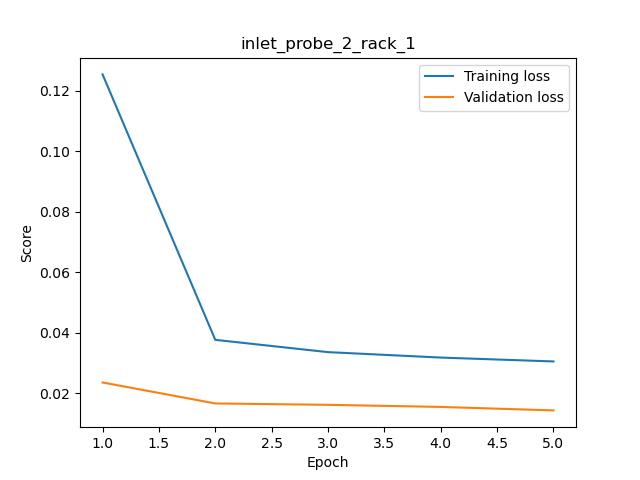 inlet_probe_2_rack_1
Training loss
Validation loss
0.12
0.10
0.08
0.06
0.04
0.02
Score
1.0 1.5 2.0 2.5 3.0 3.5 4.0 4.5 5.0
Epoch